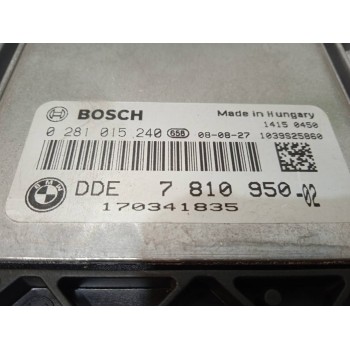 BOSCH
Made in Hungary
1415 0450
0 281 015 240 658 08-08-27 1039S25860
BMW DDE 7 810 950-02
170341835